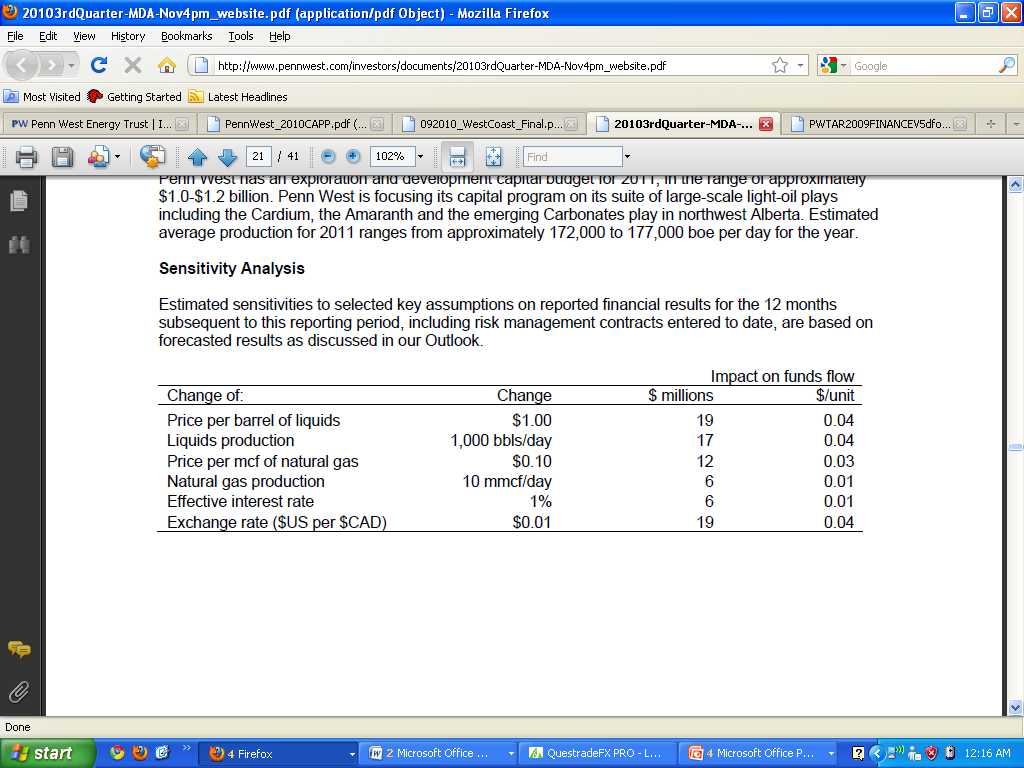 20103rdQuarter-MDA-Nov4pm_website.pdf (application/pdf Object) - Mozilla Firefox
File Edit View History Bookmarks Tools Help
http://www.pennwest.com/investors/documents/20103rdQuarter-MDA-Nov4pm_website.pdf Google
Most Visited Getting Started Latest Headlines
PW Penn West Energy Trust | I... PennWest_2010CAPP.pdf (... 092010_WestCoast_Final.p... 20103rdQuarter-MDA-... PWTAR2009FINANCEV5dfo...
21 / 41 102% Find
Penn West has an exploration and development capital budget for 2011, in the range of approximately
$1.0-$1.2 billion. Penn West is focusing its capital program on its suite of large-scale light-oil plays
including the Cardium, the Amaranth and the emerging Carbonates play in northwest Alberta. Estimated
average production for 2011 ranges from approximately 172,000 to 177,000 boe per day for the year.
Sensitivity Analysis
Estimated sensitivities to selected key assumptions on reported financial results for the 12 months
subsequent to this reporting period, including risk management contracts entered to date, are based on
forecasted results as discussed in our Outlook.
Impact on funds flow
Change of: Change $ millions $/unit
Price per barrel of liquids $1.00 19 0.04
Liquids production 1,000 bbls/day 17 0.04
Price per mcf of natural gas $0.10 12 0.03
Natural gas production 10 mmcf/day 6 0.01
Effective interest rate 1% 6 0.01
Exchange rate ($US per $CAD) $0.01 19 0.04
Done
start 4 Firefox 2 Microsoft Office ... QuestradeFX PRO - L... 4 Microsoft Office P... 12:16 AM